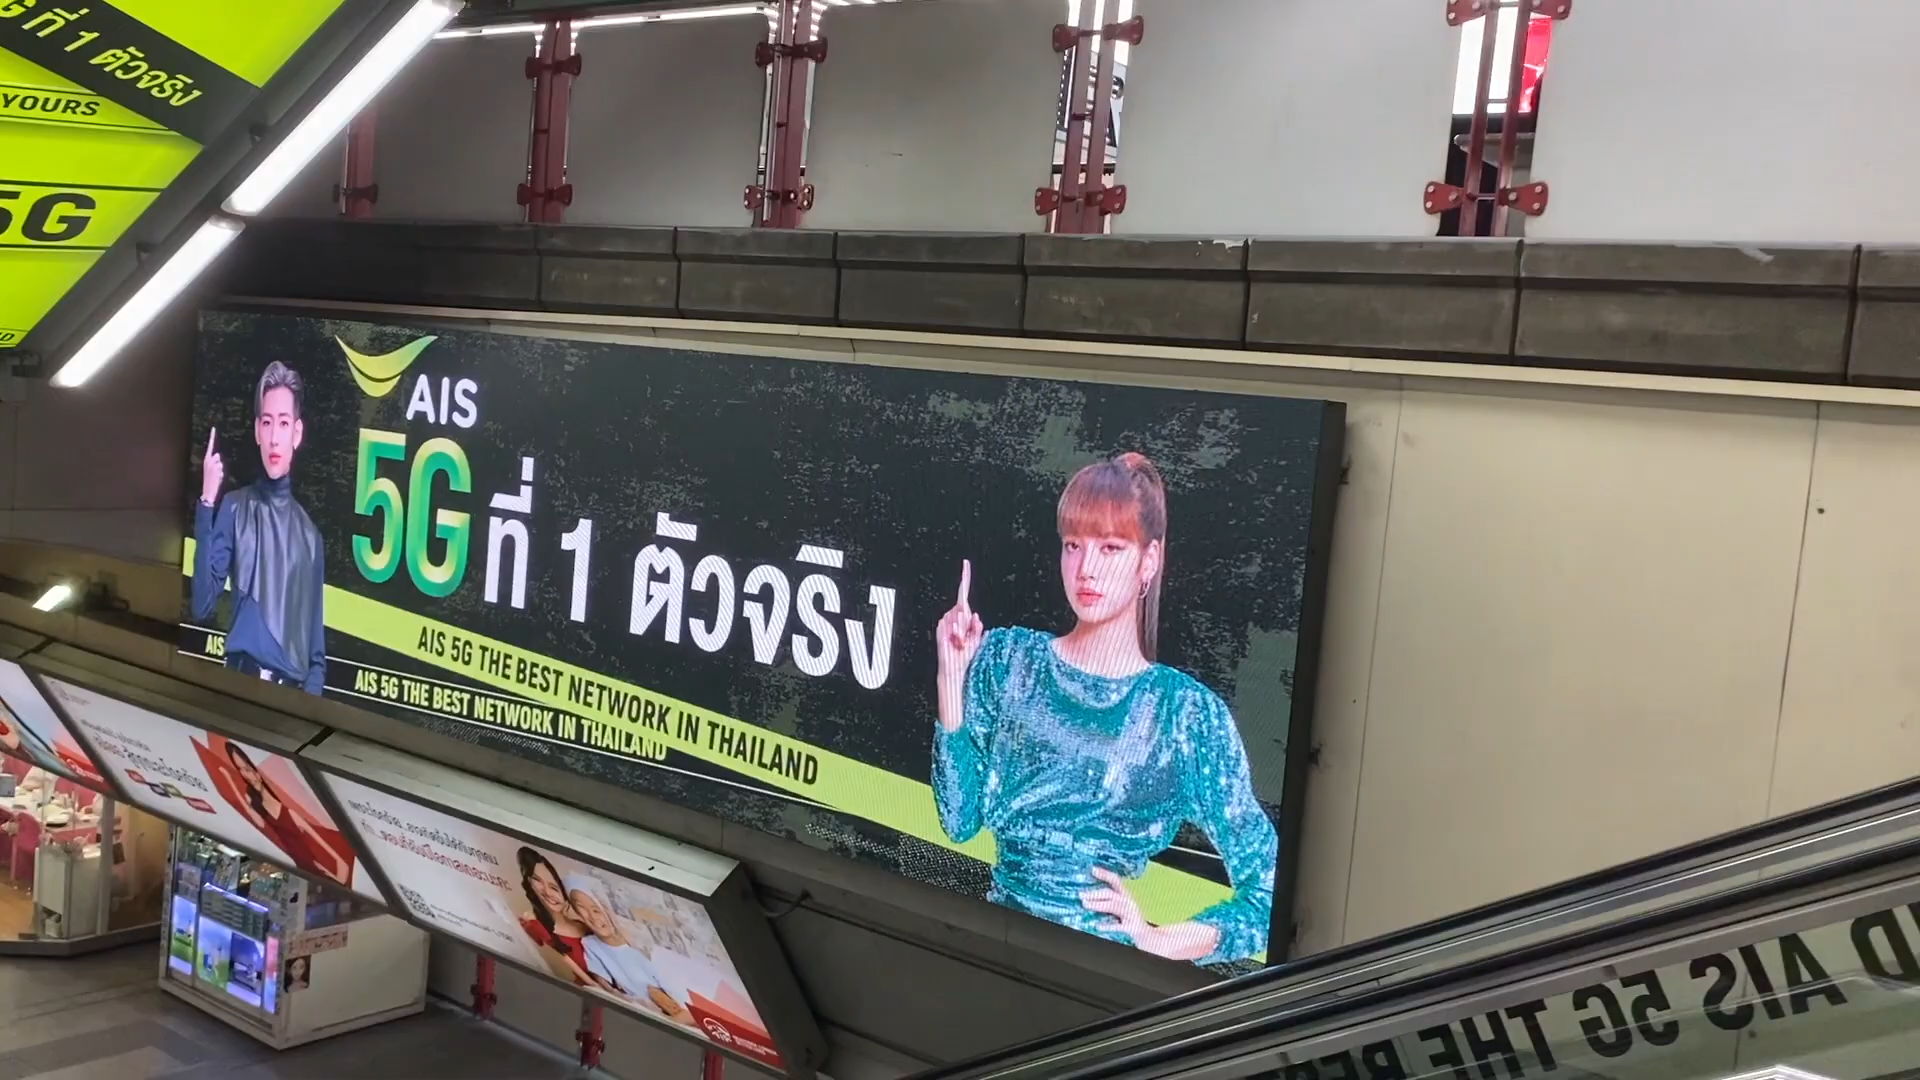 5G ที่ 1 ตัวจริง
YOURS
5G
AIS
5G ที่ 1 ตัวจริง
AIS 5G THE BEST NETWORK IN THAILAND
AIS
AIS 5G THE BEST NETWORK IN THAILAND
AIS 5G THE